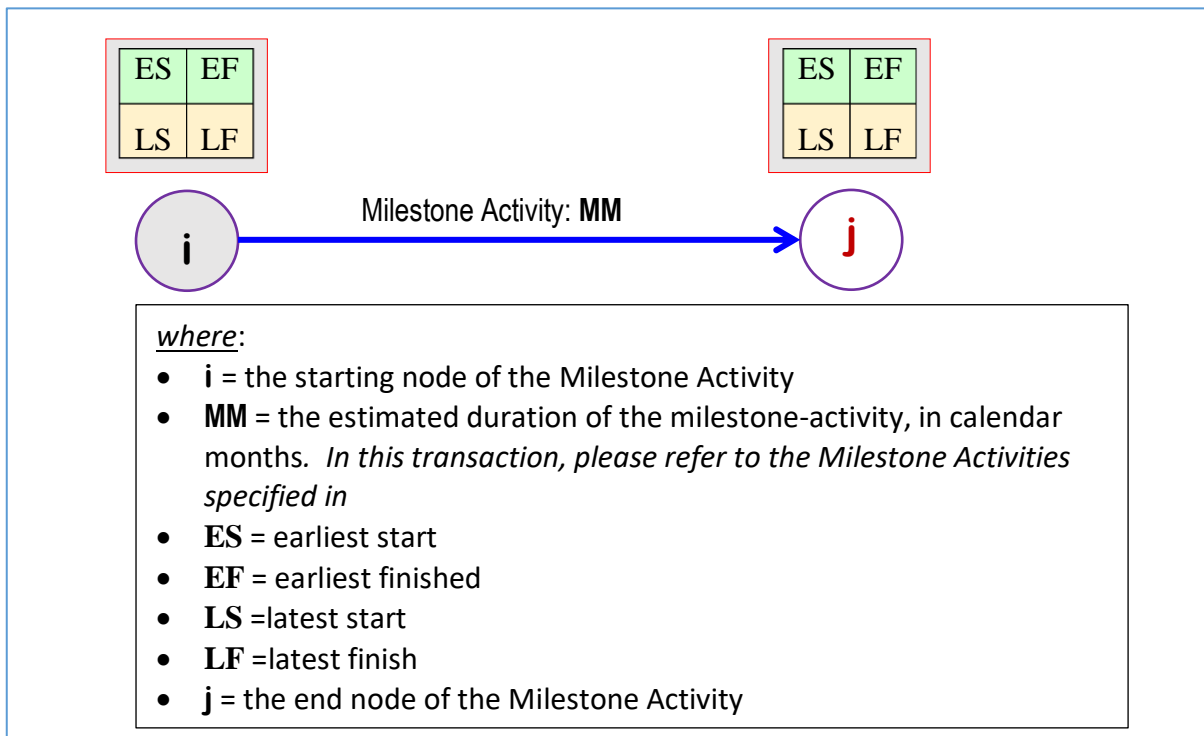 ES EF ES EF
LS LF LS LF
Milestone Activity: MM
i j
where:
• i = the starting node of the Milestone Activity
• MM = the estimated duration of the milestone-activity, in calendar
months. In this transaction, please refer to the Milestone Activities
specified in
• ES = earliest start
• EF = earliest finished
• LS =latest start
• LF =latest finish
• j = the end node of the Milestone Activity